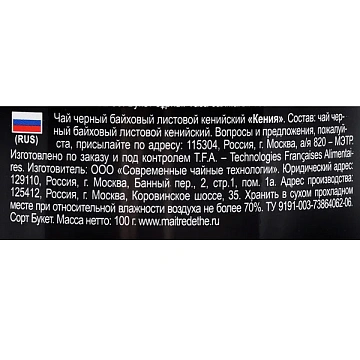 Чай черный байховый листовой кенийский «Кения». Состав: чай чер-
(RUS) ный байховый листовой кенийский. Вопросы и предложения, пожалуй-
ста, присылайте по адресу: 115304, Россия, г. Москва, а/я 820 – МЭТР.
Изготовлено по заказу и под контролем T.F.A. – Technologies Françaises Alimentai-
res. Изготовитель: ООО «Современные чайные технологии». Юридический адрес:
129110, Россия, г. Москва, Банный пер., 2, стр.1, пом. 1а. Адрес производства:
125412, Россия, г. Москва, Коровинское шоссе, 35. Хранить в сухом прохладном
месте при относительной влажности воздуха не более 70%. ТУ 9191-003-73864062-06.
Сорт Букет. Масса нетто: 100 г. www.maitredethe.ru